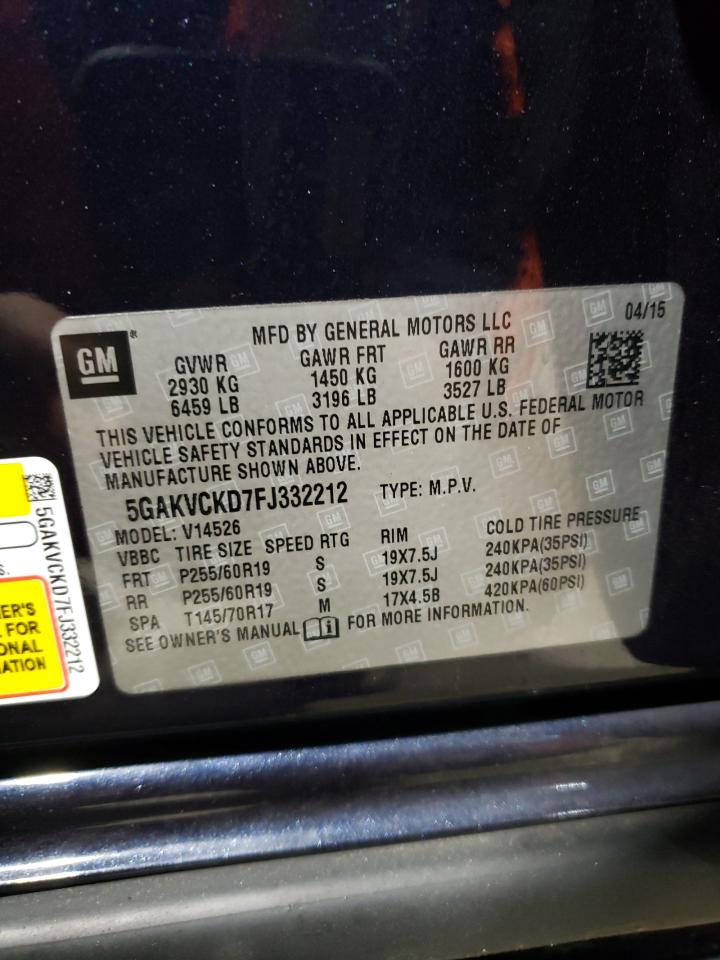 GM
MFD BY GENERAL MOTORS LLC
04/15
GVWR GAWR FRT GAWR RR
2930 KG 1450 KG 1600 KG
6459 LB 3196 LB 3527 LB
THIS VEHICLE CONFORMS TO ALL APPLICABLE U.S. FEDERAL MOTOR
VEHICLE SAFETY STANDARDS IN EFFECT ON THE DATE OF
MANUFACTURE SHOWN ABOVE.
5GAKVCKD7FJ332212 TYPE: M.P.V.
MODEL: V14526
VBBC TIRE SIZE SPEED RTG RIM COLD TIRE PRESSURE
FRT P255/60R19 S 19X7.5J 240KPA(35PSI)
RR P255/60R19 S 19X7.5J 240KPA(35PSI)
SPA T145/70R17 M 17X4.5B 420KPA(60PSI)
SEE OWNER'S MANUAL FOR MORE INFORMATION.
5GAKVCKD7FJ332212
S.
ER'S
FOR
ONAL
ATION